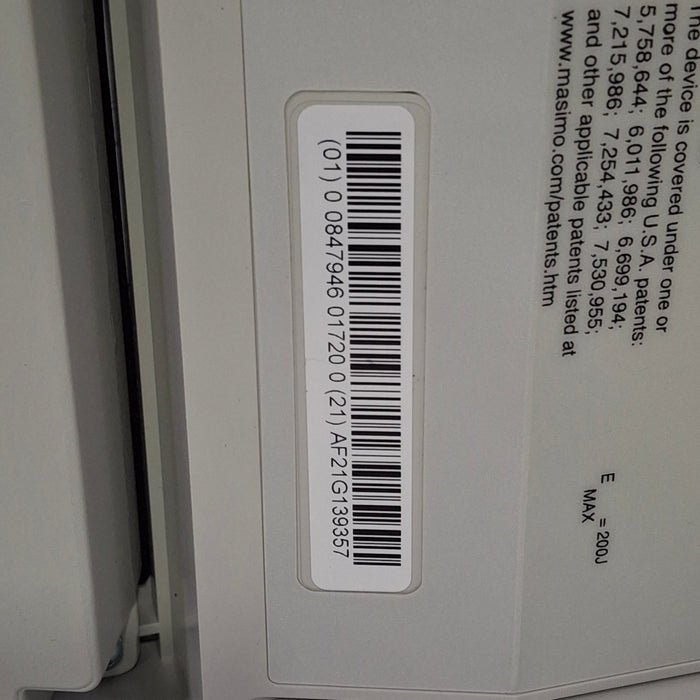 The device is covered under one or
more of the following U.S.A. patents:
5,758,644; 6,011,986; 6,699,194;
7,215,986; 7,254,433; 7,530,955;
and other applicable patents listed at
www.masimo.com/patents.htm
E MAX = 200J
(01) 0 0847946 01720 0 (21) AF21G139357